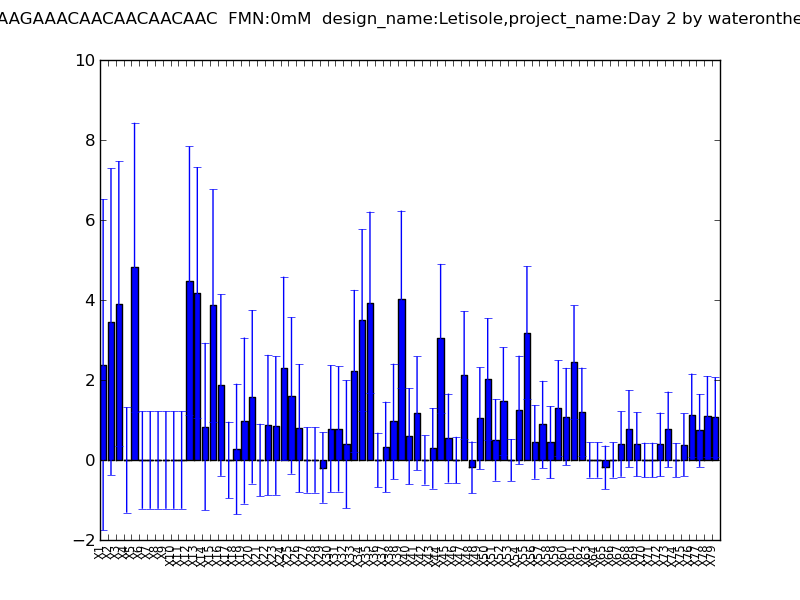 AAGAAACAACAACAACAAC  FMN:0mM  design_name:Letisole,project_name:Day 2 by wateronthe
10
8
6
4
2
0
−2
X1
X2
X3
X4
X5
X6
X7
X8
X9
X10
X11
X12
X13
X14
X15
X16
X17
X18
X19
X20
X21
X22
X23
X24
X25
X26
X27
X28
X29
X30
X31
X32
X33
X34
X35
X36
X37
X38
X39
X40
X41
X42
X43
X44
X45
X46
X47
X48
X49
X50
X51
X52
X53
X54
X55
X56
X57
X58
X59
X60
X61
X62
X63
X64
X65
X66
X67
X68
X69
X70
X71
X72
X73
X74
X75
X76
X77
X78
X79